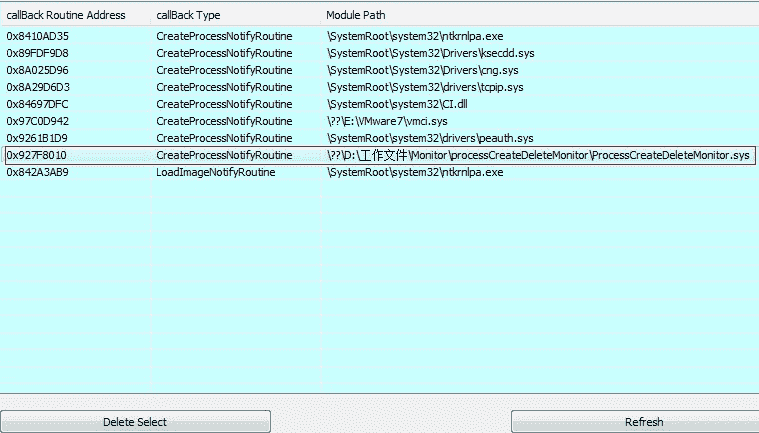 callBack Routine Address callBack Type Module Path
0x8410AD35 CreateProcessNotifyRoutine \SystemRoot\system32\ntkrnlpa.exe
0x89FDF9D8 CreateProcessNotifyRoutine \SystemRoot\System32\Drivers\ksecdd.sys
0x8A025D96 CreateProcessNotifyRoutine \SystemRoot\System32\Drivers\cng.sys
0x8A29D6D3 CreateProcessNotifyRoutine \SystemRoot\System32\drivers\tcpip.sys
0x84697DFC CreateProcessNotifyRoutine \SystemRoot\system32\CI.dll
0x97C0D942 CreateProcessNotifyRoutine \??\E:\VMware7\vmci.sys
0x9261B1D9 CreateProcessNotifyRoutine \SystemRoot\system32\drivers\peauth.sys
0x927F8010 CreateProcessNotifyRoutine \??\D:\工作文件\Monitor\processCreateDeleteMonitor\ProcessCreateDeleteMonitor.sys
0x842A3AB9 LoadImageNotifyRoutine \SystemRoot\system32\ntkrnlpa.exe
Delete Select Refresh